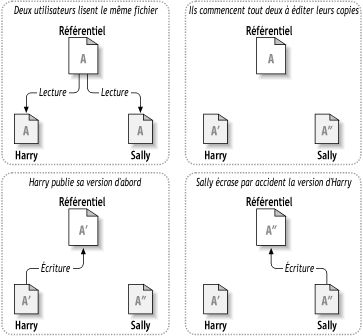 Deux utilisateurs lisent le même fichier
Référentiel
A
Lecture
Lecture
A
A
Harry
Sally
Ils commencent tout deux à éditer leurs copies
Référentiel
A
A'
A"
Harry
Sally
Harry publie sa version d'abord
Référentiel
A'
Écriture
A'
A"
Harry
Sally
Sally écrase par accident la version d'Harry
Référentiel
A"
Écriture
A'
A"
Harry
Sally